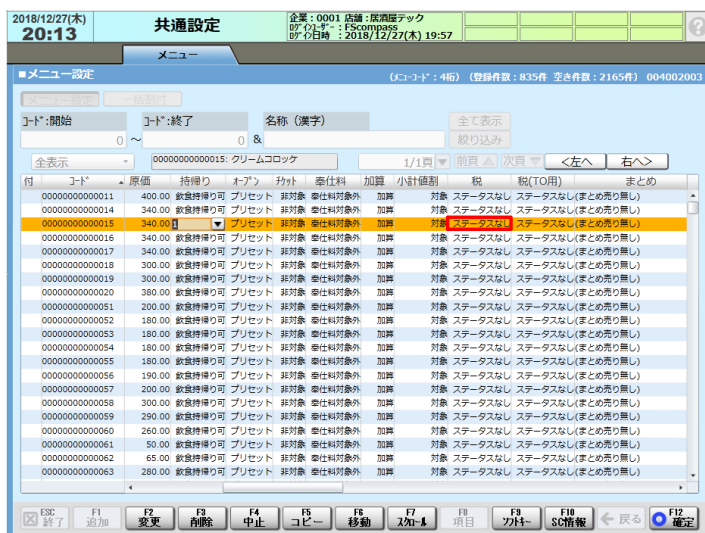 2018/12/27(木)
20:13
共通設定
企業：0001 店舗：居酒屋テック
ﾛｸﾞｲﾝﾕｰｻﾞｰ：FScompass
ﾛｸﾞｲﾝ日時 ：2018/12/27(木) 19:57
メニュー
■メニュー設定
(ﾒﾆｭｰｺｰﾄﾞ：4桁) (登録件数：835件 空き件数：2165件) 004002003
メニュー設定 一括割付
ｺｰﾄﾞ:開始 ｺｰﾄﾞ:終了 名称（漢字） 全て表示
0 ～ 0 & 絞り込み
全表示 00000000000015: クリームコロッケ 1/1頁 前頁 次頁 <左へ 右へ>
付 ｺｰﾄﾞ 原価 持帰り ｵｰﾌﾟﾝ ﾁｹｯﾄ 奉仕料 加算 小計値割 税 税(TO用) まとめ
00000000000011 400.00 飲食持帰り可 プリセット 非対象 奉仕料対象外 加算 対象 ステータスなし ステータスなし(まとめ売り無し)
00000000000014 340.00 飲食持帰り可 プリセット 非対象 奉仕料対象外 加算 対象 ステータスなし ステータスなし(まとめ売り無し)
00000000000015 340.00 1 プリセット 非対象 奉仕料対象外 加算 対象 ステータスなし ステータスなし(まとめ売り無し)
00000000000016 340.00 飲食持帰り可 プリセット 非対象 奉仕料対象外 加算 対象 ステータスなし ステータスなし(まとめ売り無し)
00000000000017 340.00 飲食持帰り可 プリセット 非対象 奉仕料対象外 加算 対象 ステータスなし ステータスなし(まとめ売り無し)
00000000000018 300.00 飲食持帰り可 プリセット 非対象 奉仕料対象外 加算 対象 ステータスなし ステータスなし(まとめ売り無し)
00000000000019 300.00 飲食持帰り可 プリセット 非対象 奉仕料対象外 加算 対象 ステータスなし ステータスなし(まとめ売り無し)
00000000000020 380.00 飲食持帰り可 プリセット 非対象 奉仕料対象外 加算 対象 ステータスなし ステータスなし(まとめ売り無し)
00000000000051 200.00 飲食持帰り可 プリセット 非対象 奉仕料対象外 加算 対象 ステータスなし ステータスなし(まとめ売り無し)
00000000000052 180.00 飲食持帰り可 プリセット 非対象 奉仕料対象外 加算 対象 ステータスなし ステータスなし(まとめ売り無し)
00000000000053 180.00 飲食持帰り可 プリセット 非対象 奉仕料対象外 加算 対象 ステータスなし ステータスなし(まとめ売り無し)
00000000000054 180.00 飲食持帰り可 プリセット 非対象 奉仕料対象外 加算 対象 ステータスなし ステータスなし(まとめ売り無し)
00000000000055 180.00 飲食持帰り可 プリセット 非対象 奉仕料対象外 加算 対象 ステータスなし ステータスなし(まとめ売り無し)
00000000000056 190.00 飲食持帰り可 プリセット 非対象 奉仕料対象外 加算 対象 ステータスなし ステータスなし(まとめ売り無し)
00000000000057 200.00 飲食持帰り可 プリセット 非対象 奉仕料対象外 加算 対象 ステータスなし ステータスなし(まとめ売り無し)
00000000000058 300.00 飲食持帰り可 プリセット 非対象 奉仕料対象外 加算 対象 ステータスなし ステータスなし(まとめ売り無し)
00000000000059 290.00 飲食持帰り可 プリセット 非対象 奉仕料対象外 加算 対象 ステータスなし ステータスなし(まとめ売り無し)
00000000000060 260.00 飲食持帰り可 プリセット 非対象 奉仕料対象外 加算 対象 ステータスなし ステータスなし(まとめ売り無し)
00000000000061 50.00 飲食持帰り可 プリセット 非対象 奉仕料対象外 加算 対象 ステータスなし ステータスなし(まとめ売り無し)
00000000000062 65.00 飲食持帰り可 プリセット 非対象 奉仕料対象外 加算 対象 ステータスなし ステータスなし(まとめ売り無し)
00000000000063 280.00 飲食持帰り可 プリセット 非対象 奉仕料対象外 加算 対象 ステータスなし ステータスなし(まとめ売り無し)
ESC F1 F2 F3 F4 F5 F6 F7 F8 F9 F10 F12
終了 追加 変更 削除 中止 コピー 移動 ｽｸﾛｰﾙ 項目 ｿﾌﾄｷｰ SC情報 戻る 確定